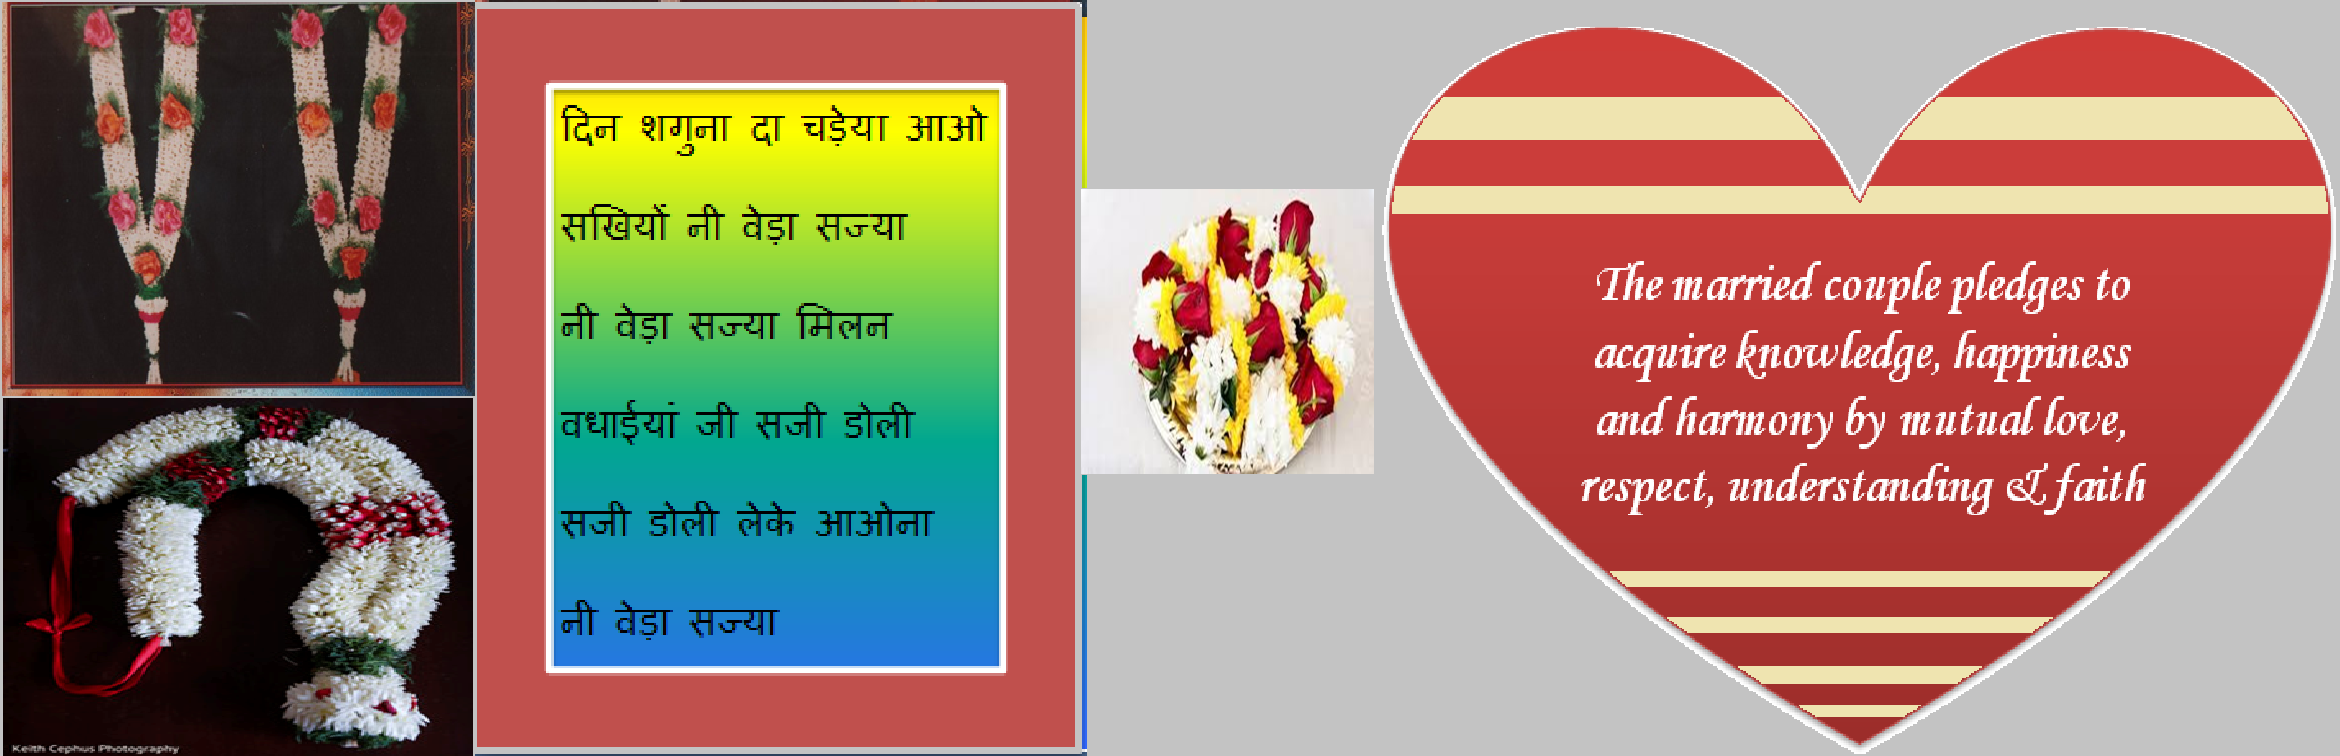 दिन शगुना दा चड़ेया आओ
सखियों नी वेड़ा सज्या
नी वेड़ा सज्या मिलन
वधाईयां जी सजी डोली
सजी डोली लेके आओना
नी वेड़ा सज्या
The married couple pledges to
acquire knowledge, happiness
and harmony by mutual love,
respect, understanding & faith
Keith Cephus Photography